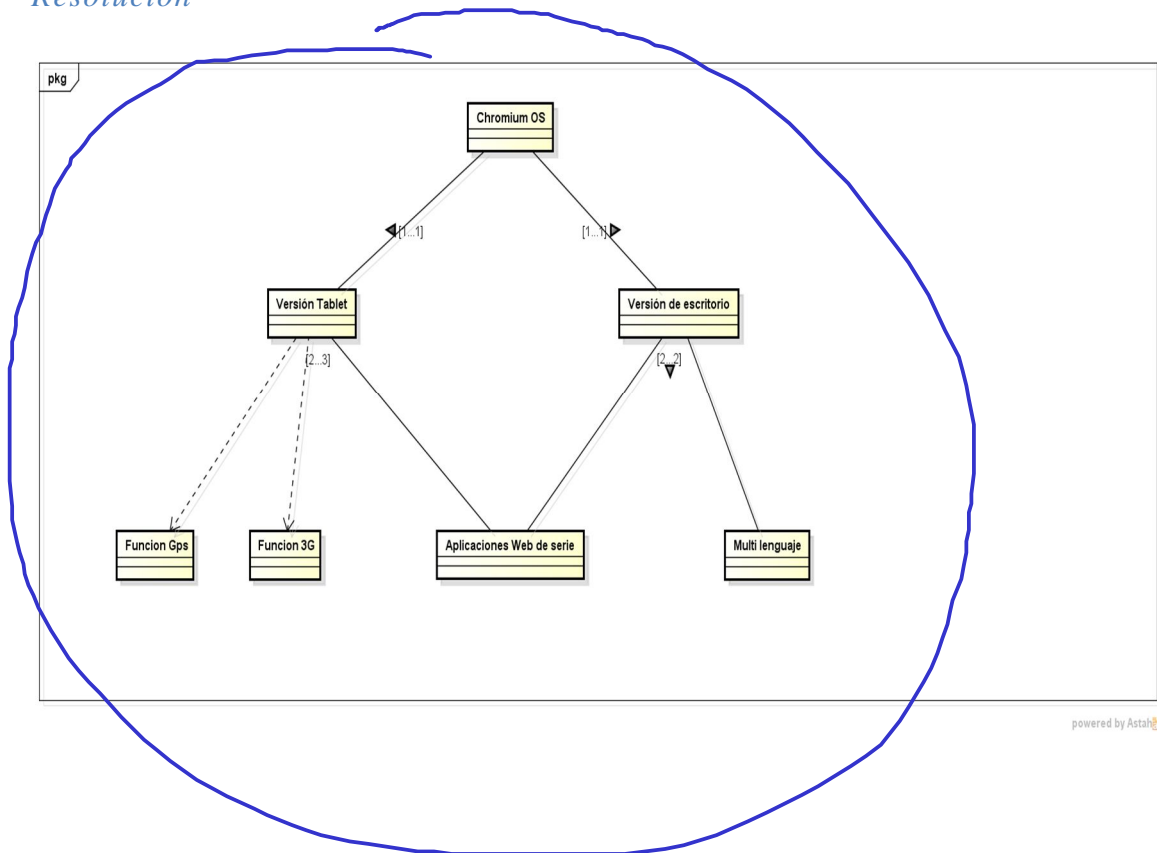 Resolución
pkg
Chromium OS
[1...1]
[1...1]
Versión Tablet
Versión de escritorio
[2...3]
[2...2]
Funcion Gps
Funcion 3G
Aplicaciones Web de serie
Multi lenguaje
powered by Astah